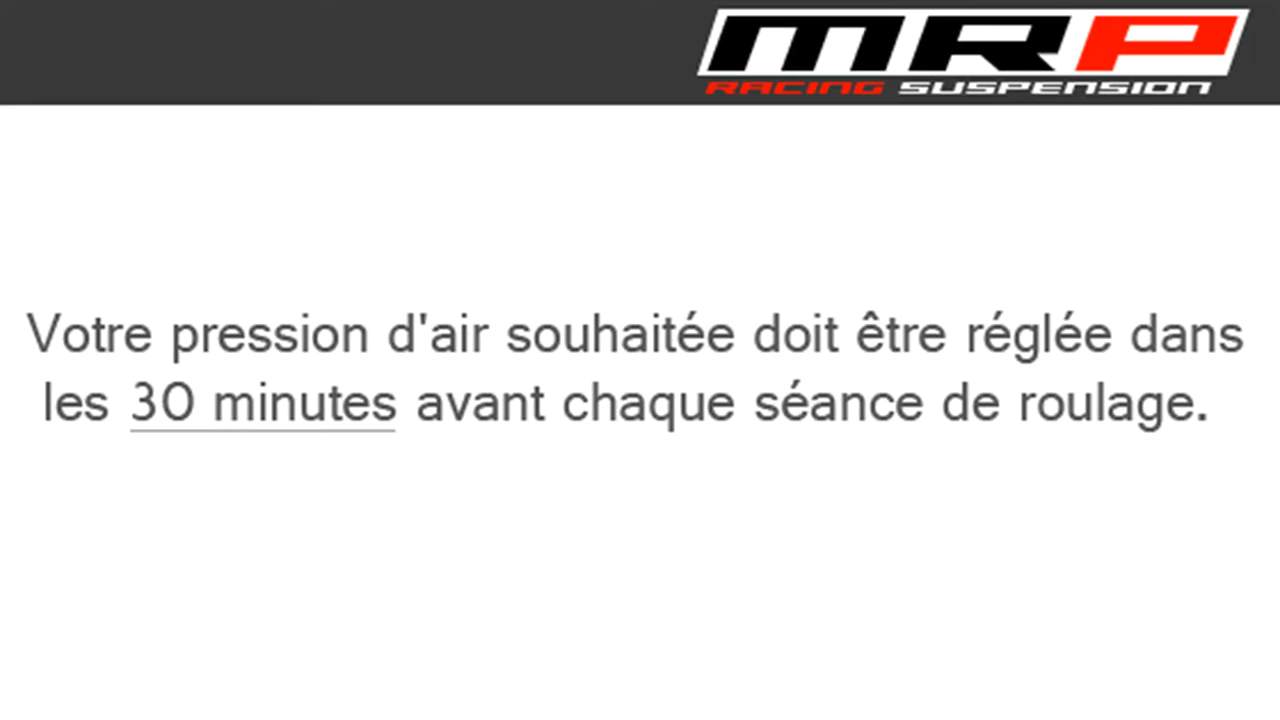 MRP
RACING SUSPENSION
Votre pression d'air souhaitée doit être réglée dans
les 30 minutes avant chaque séance de roulage.